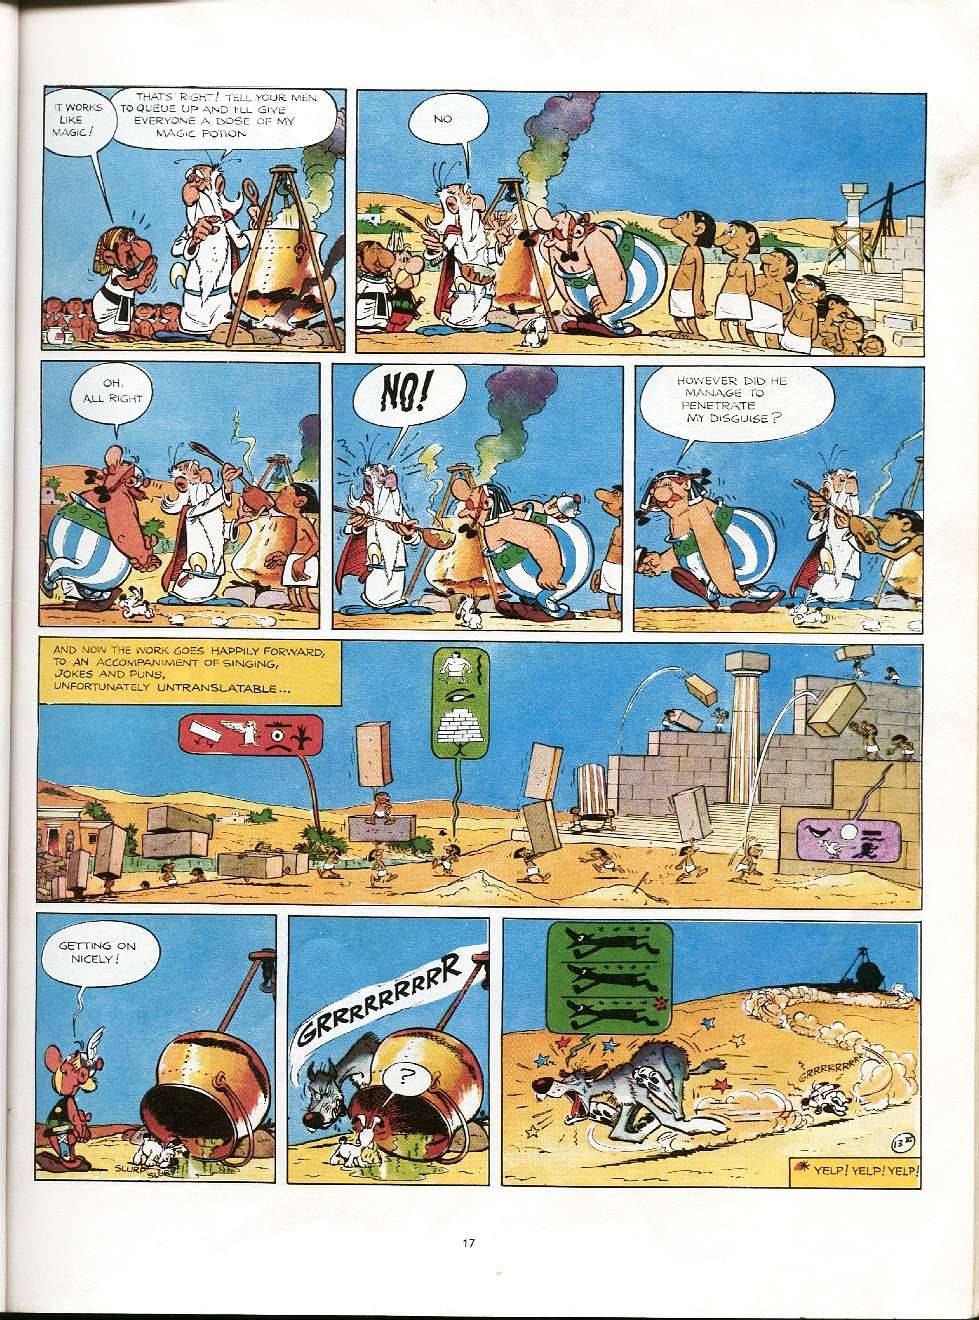 IT WORKS
LIKE
MAGIC!
THAT'S RIGHT! TELL YOUR MEN
TO QUEUE UP AND I'LL GIVE
EVERYONE A DOSE OF MY
MAGIC POTION
NO
OH,
ALL RIGHT
NO!
HOWEVER DID HE
MANAGE TO
PENETRATE
MY DISGUISE?
AND NOW THE WORK GOES HAPPILY FORWARD,
TO AN ACCOMPANIMENT OF SINGING,
JOKES AND PUNS,
UNFORTUNATELY UNTRANSLATABLE...
GETTING ON
NICELY!
SLURP
GRRRRRRRRR
?
GRRRRRRRR
13
* YELP! YELP! YELP!
17